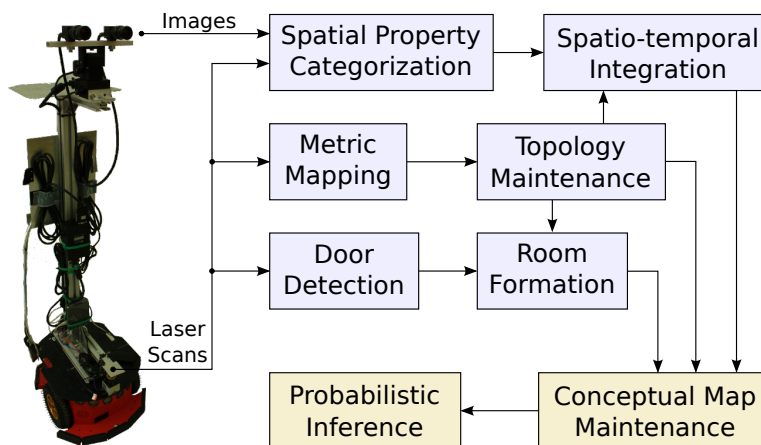 Images
Spatial Property
Categorization
Spatio-temporal
Integration
Metric
Mapping
Topology
Maintenance
Door
Detection
Room
Formation
Laser
Scans
Probabilistic
Inference
Conceptual Map
Maintenance